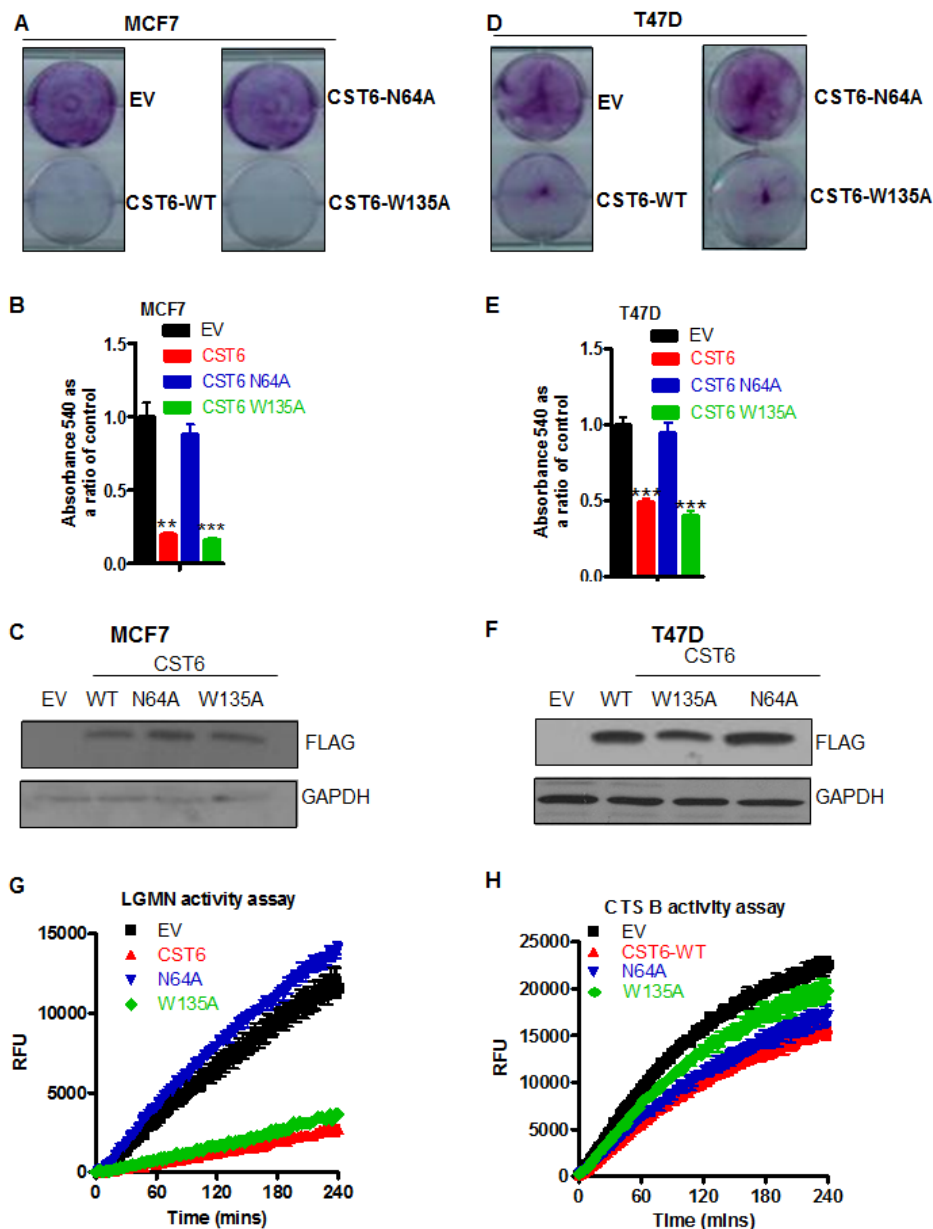 A
MCF7
EV
CST6-N64A
CST6-WT
CST6-W135A
D
T47D
EV
CST6-N64A
CST6-WT
CST6-W135A
B
MCF7
EV
CST6
CST6 N64A
CST6 W135A
Absorbance 540 as
a ratio of control
1.5
1.0
0.5
0.0
**
***
E
T47D
EV
CST6
CST6 N64A
CST6 W135A
Absorbance 540 as
a ratio of control
1.5
1.0
0.5
0.0
***
***
C
MCF7
CST6
EV WT N64A W135A
FLAG
GAPDH
F
T47D
CST6
EV WT W135A N64A
FLAG
GAPDH
G
LGMN activity assay
EV
CST6
N64A
W135A
RFU
15000
10000
5000
0
0 60 120 180 240
Time (mins)
H
CTS B activity assay
EV
CST6-WT
N64A
W135A
RFU
25000
20000
15000
10000
5000
0
0 60 120 180 240
Time (mins)